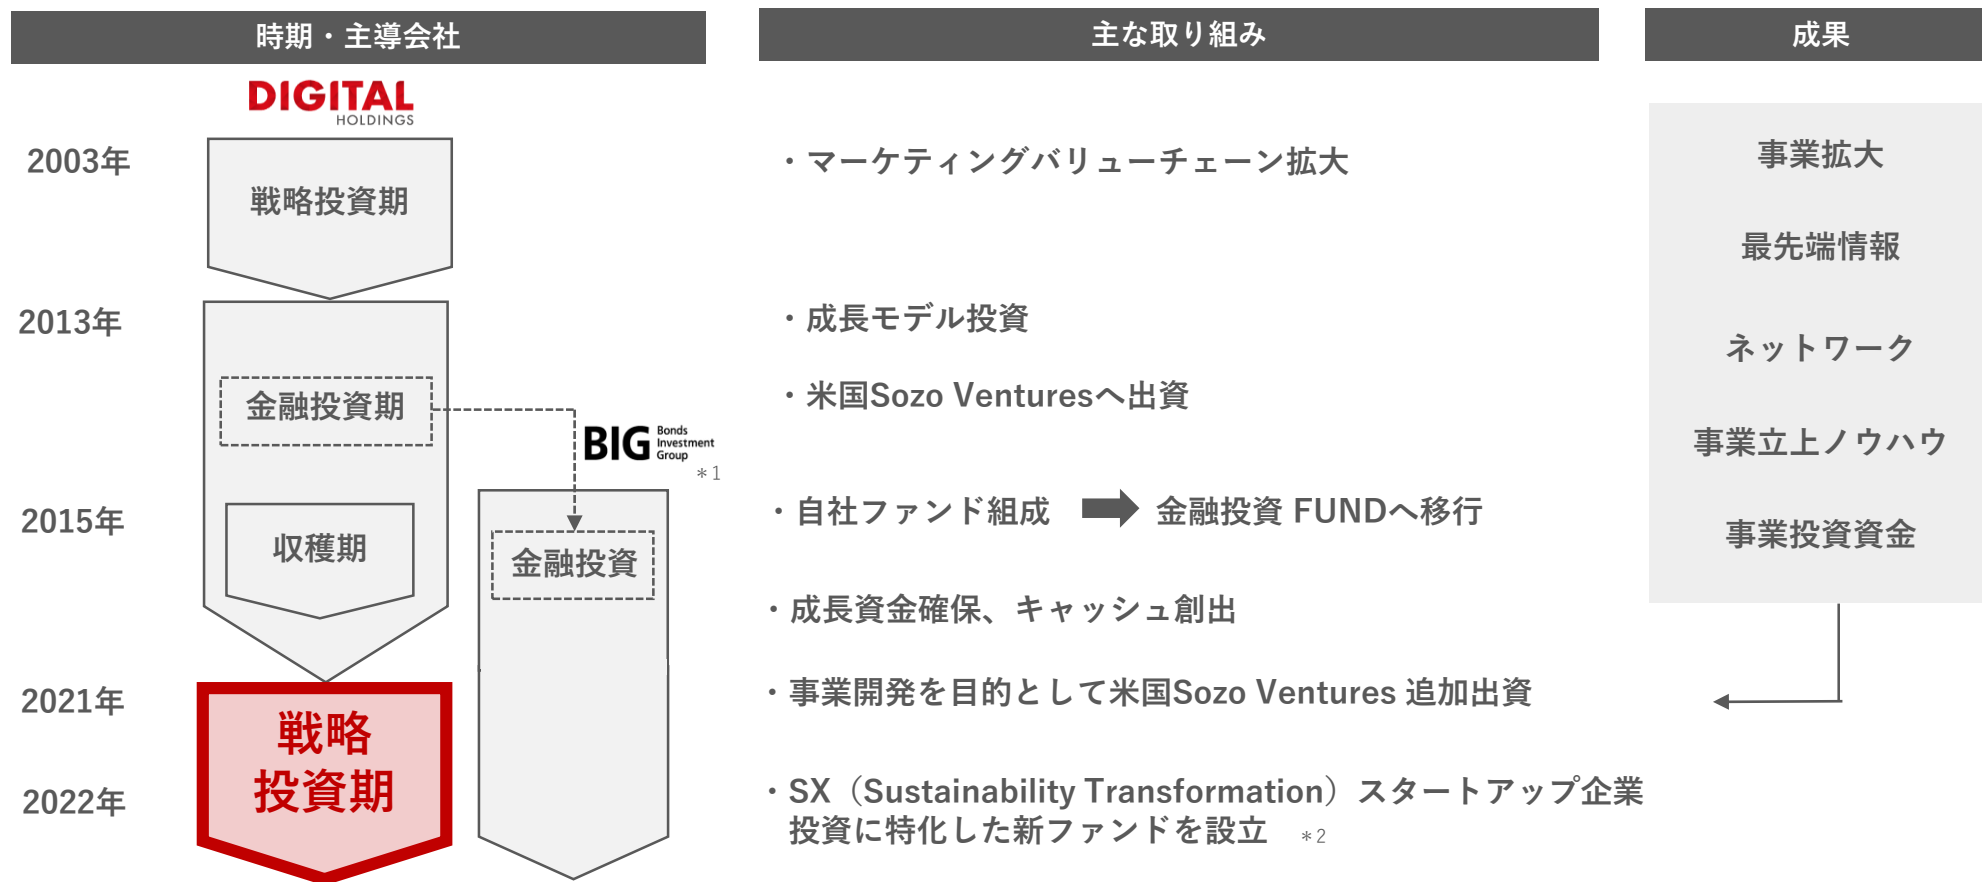 時期・主導会社
主な取り組み
成果
DIGITAL
HOLDINGS
2003年
戦略投資期
・マーケティングバリューチェーン拡大
事業拡大
最先端情報
2013年
・成長モデル投資
ネットワーク
金融投資期
・米国Sozo Venturesへ出資
BIG Bonds
Investment
Group
＊1
事業立上ノウハウ
2015年
・自社ファンド組成 金融投資 FUNDへ移行
事業投資資金
収穫期
金融投資
・成長資金確保、キャッシュ創出
2021年
戦略
投資期
・事業開発を目的として米国Sozo Ventures 追加出資
2022年
・SX（Sustainability Transformation）スタートアップ企業
投資に特化した新ファンドを設立 ＊2